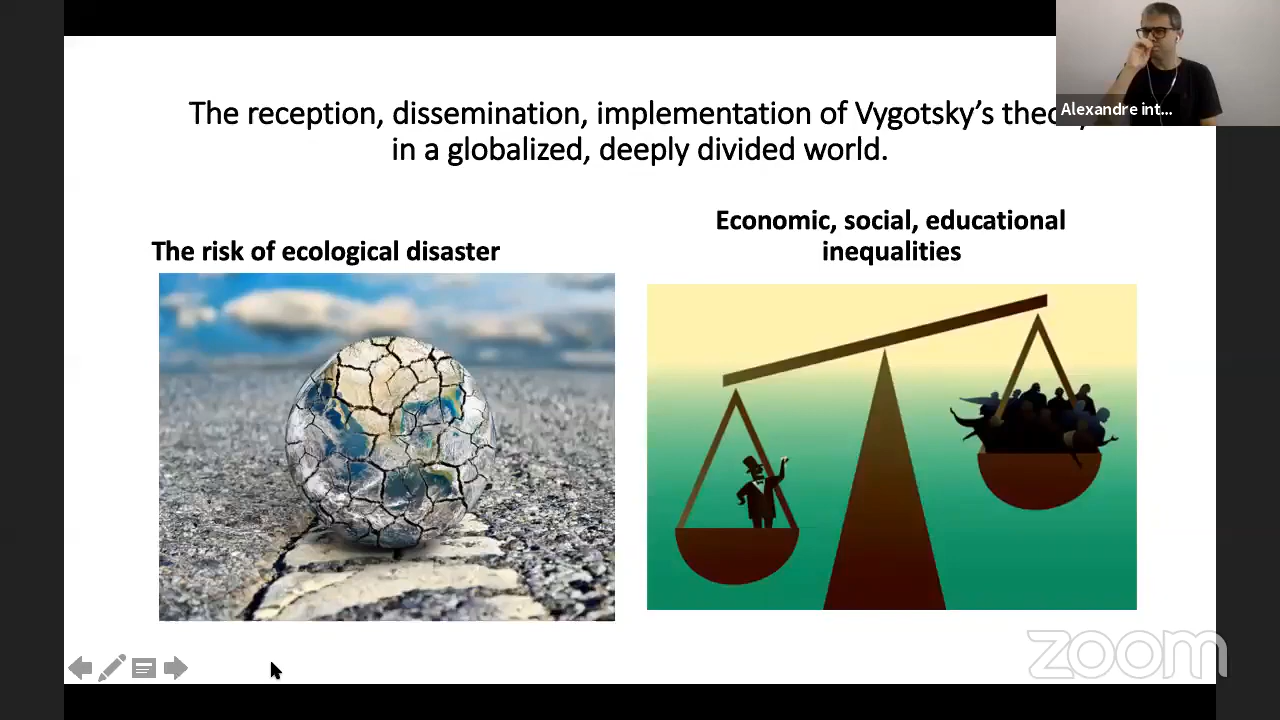 The reception, dissemination, implementation of Vygotsky's theory
in a globalized, deeply divided world.
Alexandre int...
Economic, social, educational
inequalities
The risk of ecological disaster
zoom